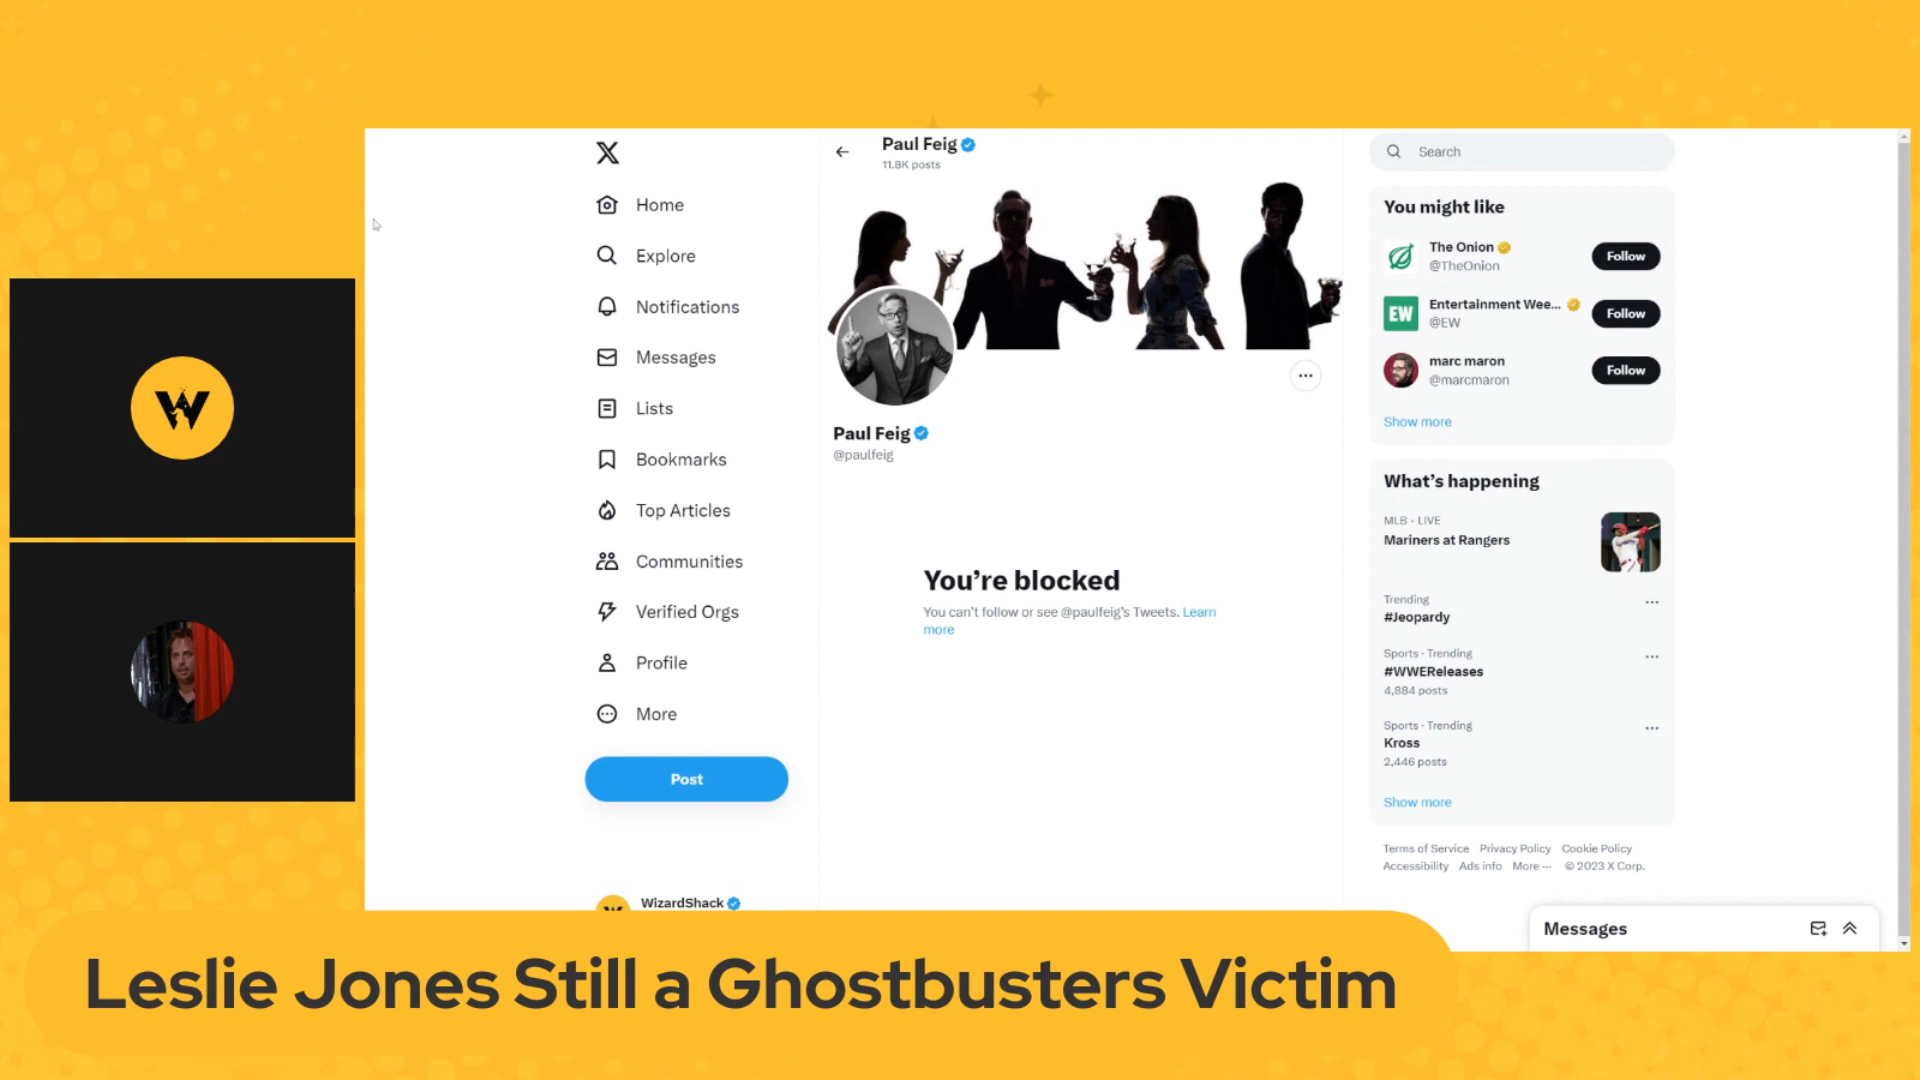 W
Home
Explore
Notifications
Messages
Lists
Bookmarks
Top Articles
Communities
Verified Orgs
Profile
More
Post
WizardShack
Paul Feig
11.8K posts
Paul Feig
@paulfeig
You're blocked
You can't follow or see @paulfeig's Tweets. Learn
more
Search
You might like
The Onion
@TheOnion
Follow
EW
Entertainment Wee...
@EW
Follow
marc maron
@marcmaron
Follow
Show more
What's happening
MLB · LIVE
Mariners at Rangers
Trending
#Jeopardy
Sports · Trending
#WWEReleases
4,884 posts
Sports · Trending
Kross
2,446 posts
Show more
Terms of Service Privacy Policy Cookie Policy
Accessibility Ads info More ··· © 2023 X Corp.
Messages
Leslie Jones Still a Ghostbusters Victim